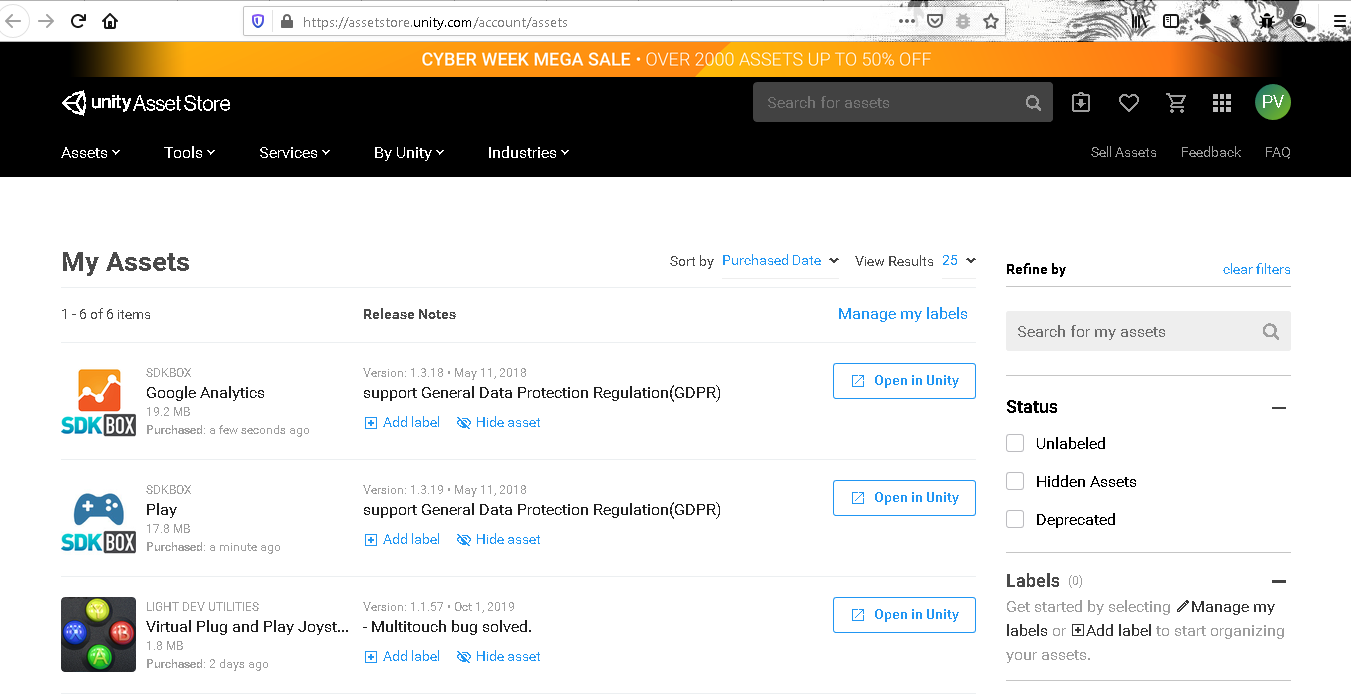 https://assetstore.unity.com/account/assets
CYBER WEEK MEGA SALE • OVER 2000 ASSETS UP TO 50% OFF
unity Asset Store
Search for assets
PV
Assets
Tools
Services
By Unity
Industries
Sell Assets
Feedback
FAQ
My Assets
Sort by Purchased Date
View Results 25
1 - 6 of 6 items
Release Notes
Manage my labels
SDKBOX
Google Analytics
19.2 MB
Purchased: a few seconds ago
SDKBOX
Version: 1.3.18 • May 11, 2018
support General Data Protection Regulation(GDPR)
Add label
Hide asset
Open in Unity
SDKBOX
Play
17.8 MB
Purchased: a minute ago
SDKBOX
Version: 1.3.19 • May 11, 2018
support General Data Protection Regulation(GDPR)
Add label
Hide asset
Open in Unity
LIGHT DEV UTILITIES
Virtual Plug and Play Joyst...
1.8 MB
Purchased: 2 days ago
Y
X
B
A
Version: 1.1.57 • Oct 1, 2019
- Multitouch bug solved.
Add label
Hide asset
Open in Unity
Refine by
clear filters
Search for my assets
Status
Unlabeled
Hidden Assets
Deprecated
Labels (0)
Get started by selecting Manage my
labels or Add label to start organizing
your assets.